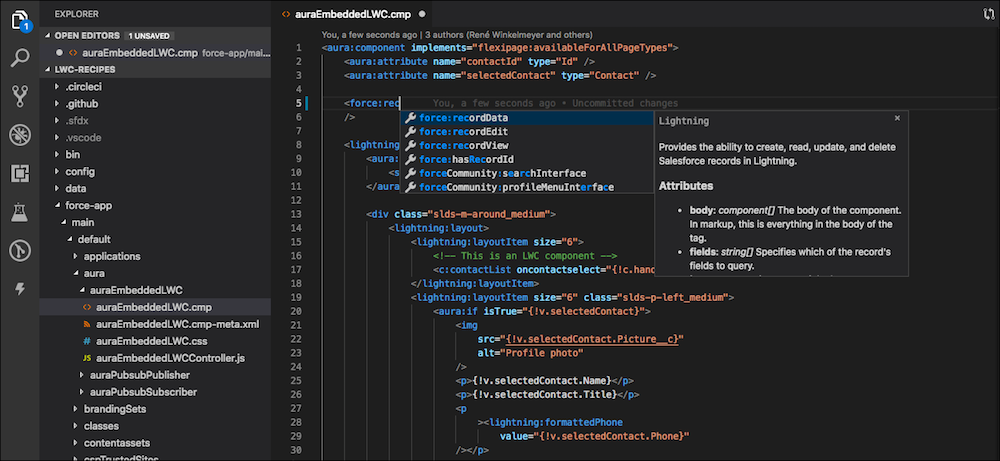 1
EXPLORER
OPEN EDITORS 1 UNSAVED
auraEmbeddedLWC.cmp force-app/mai...
LWC-RECIPES
.circleci
.github
.sfdx
.vscode
bin
config
data
force-app
main
default
applications
aura
auraEmbeddedLWC
auraEmbeddedLWC.cmp
auraEmbeddedLWC.cmp-meta.xml
auraEmbeddedLWC.css
JS auraEmbeddedLWCController.js
auraPubsubPublisher
auraPubsubSubscriber
brandingSets
classes
contentassets
cspTrustedSites
auraEmbeddedLWC.cmp
You, a few seconds ago | 3 authors (René Winkelmeyer and others)
1 <aura:component implements="flexipage:availableForAllPageTypes">
2 <aura:attribute name="contactId" type="Id" />
3 <aura:attribute name="selectedContact" type="Contact" />
4
5 <force:rec You, a few seconds ago • Uncommitted changes
6 />
7
8 <lightning
9 <aura:
10 <s
11 </aura
12
13 <div class="slds-m-around_medium">
14 <lightning:layout>
15 <lightning:layoutItem size="6">
16 <!-- This is an LWC component -->
17 <c:contactList oncontactselect="{!c.hand
18 </lightning:layoutItem>
19 <lightning:layoutItem size="6" class="slds-p-left_medium">
20 <aura:if isTrue="{!v.selectedContact}">
21 <img
22 src="{!v.selectedContact.Picture__c}"
23 alt="Profile photo"
24 />
25 <p>{!v.selectedContact.Name}</p>
26 <p>{!v.selectedContact.Title}</p>
27 <p
28 ><lightning:formattedPhone
29 value="{!v.selectedContact.Phone}"
30 /></p>
force:recordData
force:recordEdit
force:recordView
force:hasRecordId
forceCommunity:searchInterface
forceCommunity:profileMenuInterface
Lightning ×
Provides the ability to create, read, update, and delete
Salesforce records in Lightning.
Attributes
• body: component[] The body of the component.
In markup, this is everything in the body of the
tag.
• fields: string[] Specifies which of the record's
fields to query.